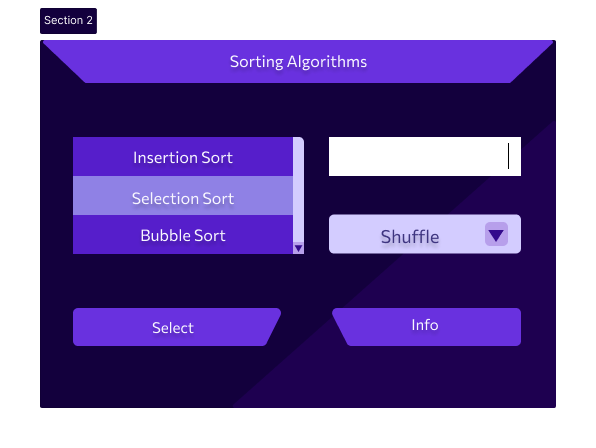 Section 2
Sorting Algorithms
Insertion Sort
Selection Sort
Bubble Sort
Shuffle
Select
Info